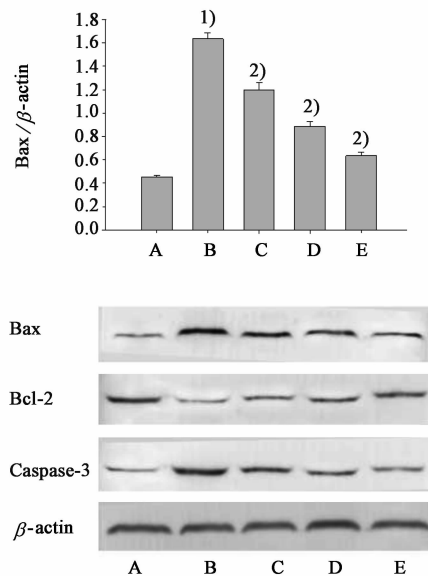 Bax/β-actin
1.8
1.6
1.4
1.2
1.0
0.8
0.6
0.4
0.2
0.0
1)
2)
2)
2)
A B C D E
Bax
Bcl-2
Caspase-3
β-actin
A B C D E